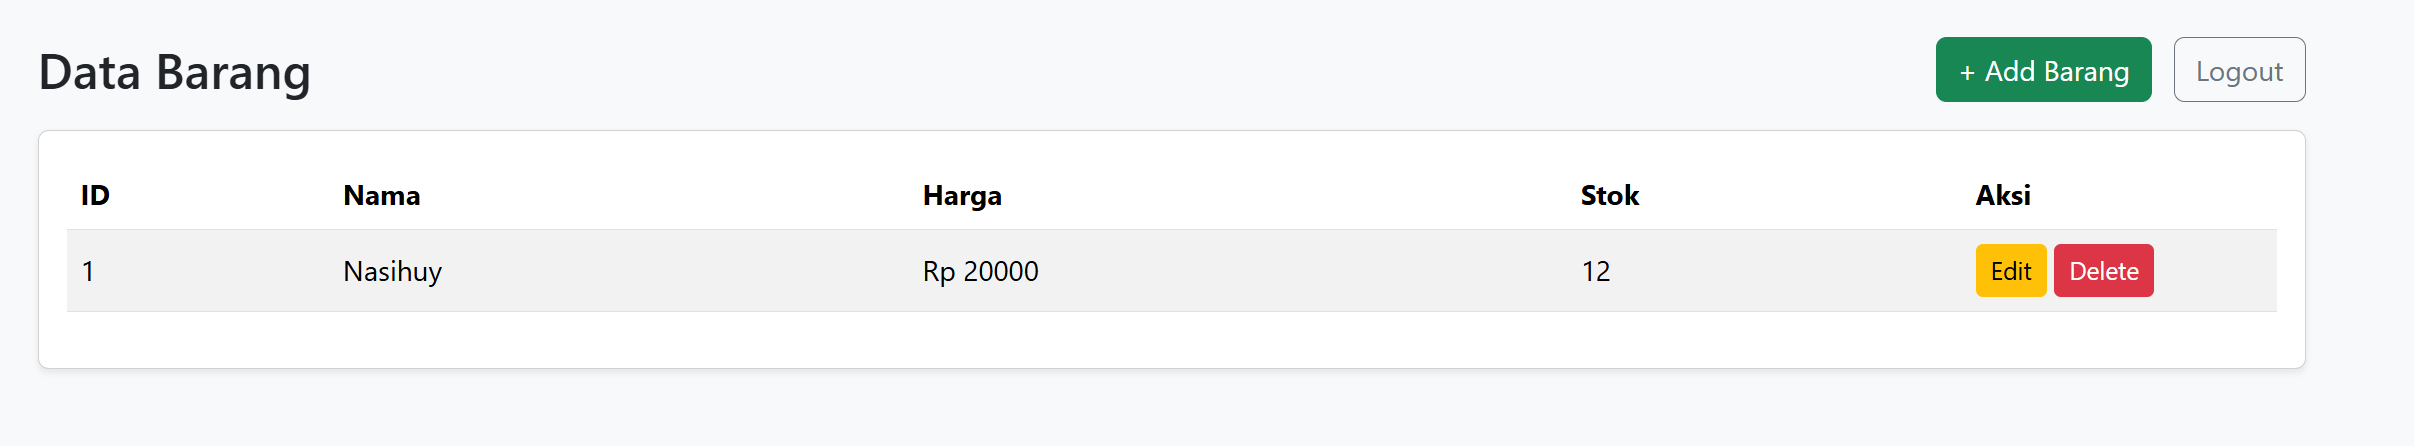 Data Barang + Add Barang Logout
ID Nama Harga Stok Aksi
1 Nasihuy Rp 20000 12 Edit Delete